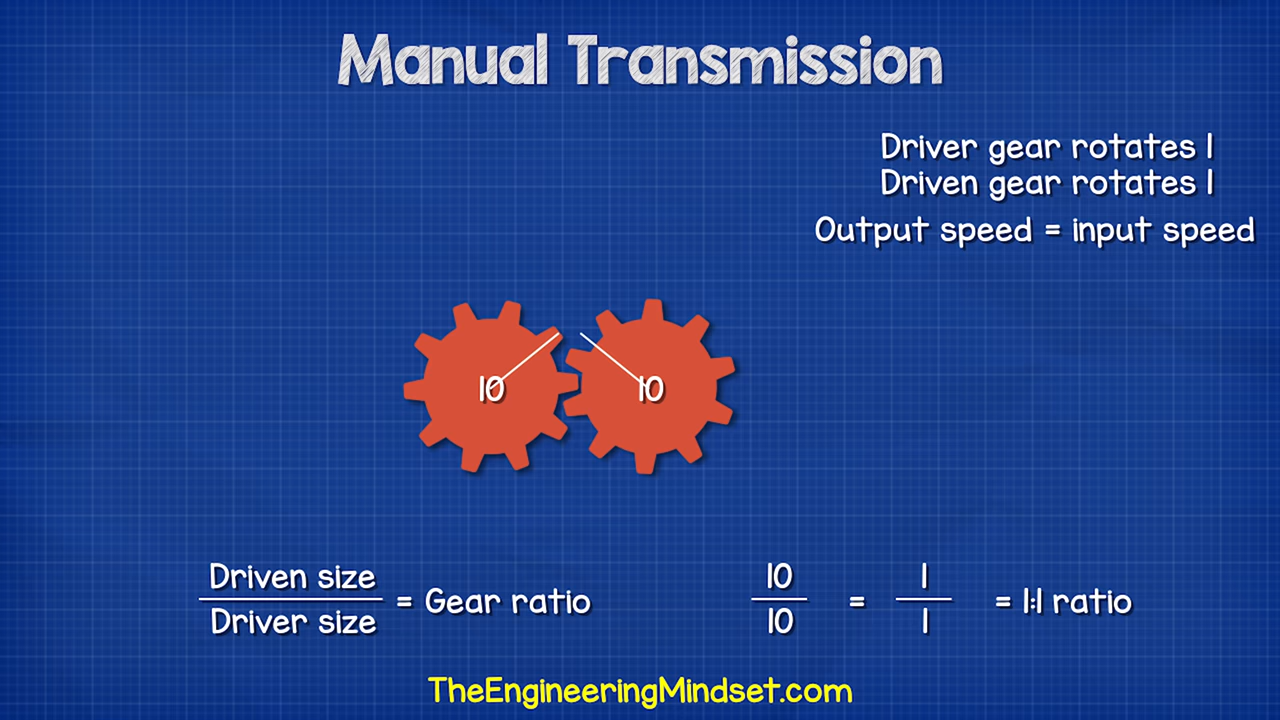 Manual Transmission
Driver gear rotates 1
Driven gear rotates 1
Output speed = input speed
10 10
Driven size
Driver size
= Gear ratio
10
10
=
1
1
= 1:1 ratio
TheEngineeringMindset.com